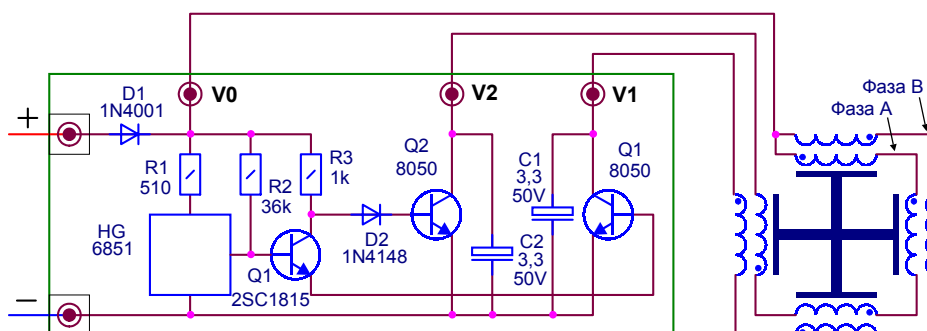 V0
V2
V1
Фаза B
Фаза A
+
D1
1N4001
R1
510
R2
36k
R3
1k
Q2
8050
C1
3,3
50V
Q1
8050
HG
6851
Q1
2SC1815
D2
1N4148
C2
3,3
50V
−